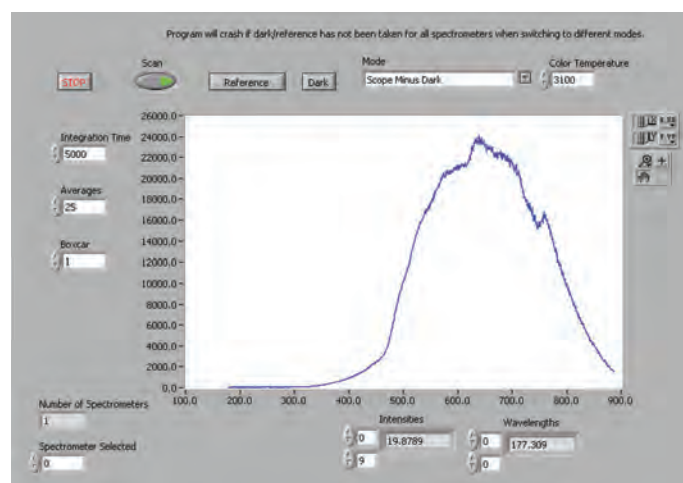 Program will crash if dark/reference has not been taken for all spectrometers when switching to different modes.
Scan
Mode
Color Temperature
STOP
Reference
Dark
Scope Minus Dark
3100
Integration Time
5000
Averages
25
Boxcar
1
26000.0
24000.0
22000.0
20000.0
18000.0
16000.0
14000.0
12000.0
10000.0
8000.0
6000.0
4000.0
2000.0
0.0
100.0 200.0 300.0 400.0 500.0 600.0 700.0 800.0 900.0
Number of Spectrometers
1
Spectrometer Selected
0
Intensities
0
19.8789
9
Wavelengths
0
177.309
0